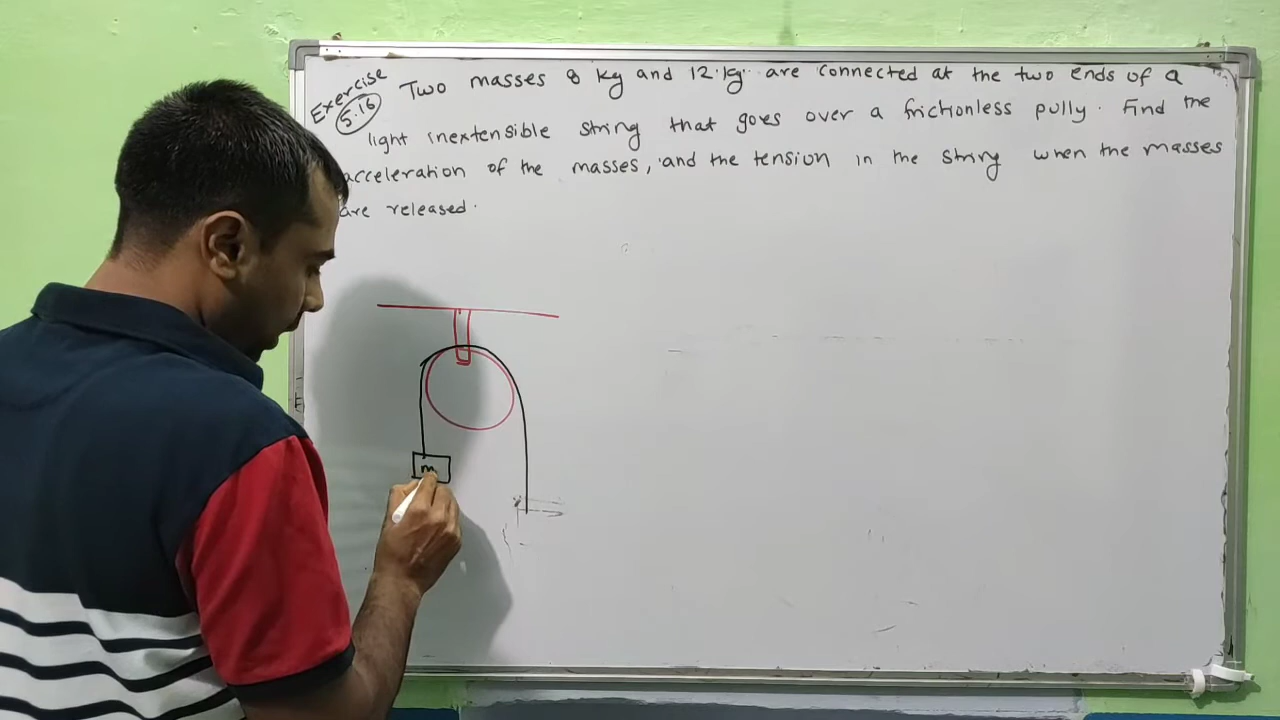 Exercise 5.16
Two masses 8 kg and 12 kg are connected at the two ends of a
light inextensible string that goes over a frictionless pully. Find the
acceleration of the masses, and the tension in the string when the masses
are released.
m